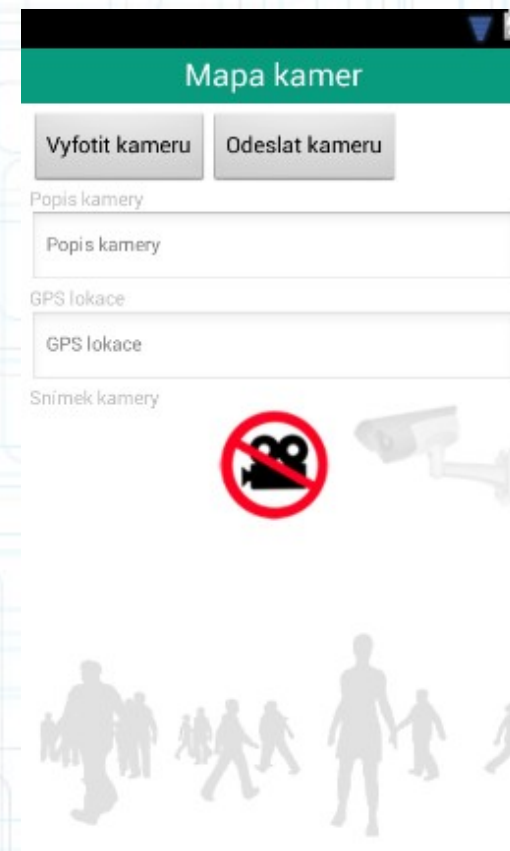 Mapa kamer
Vyfotit kameru Odeslat kameru
Popis kamery
Popis kamery
GPS lokace
GPS lokace
Snímek kamery